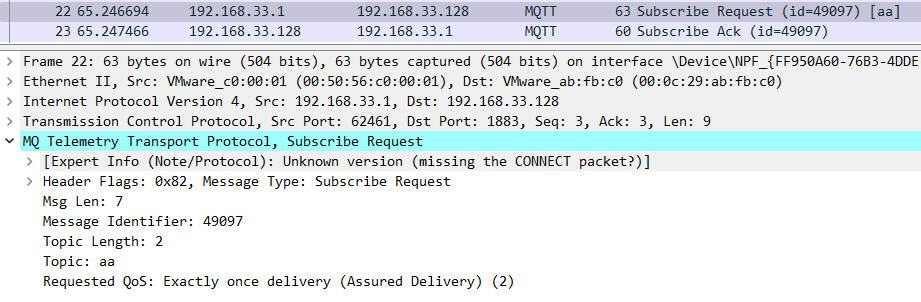 22 65.246694 192.168.33.1 192.168.33.128 MQTT 63 Subscribe Request (id=49097) [aa]
23 65.247466 192.168.33.128 192.168.33.1 MQTT 60 Subscribe Ack (id=49097)
Frame 22: 63 bytes on wire (504 bits), 63 bytes captured (504 bits) on interface \Device\NPF_{FF950A60-76B3-4DDE
Ethernet II, Src: VMware_c0:00:01 (00:50:56:c0:00:01), Dst: VMware_ab:fb:c0 (00:0c:29:ab:fb:c0)
Internet Protocol Version 4, Src: 192.168.33.1, Dst: 192.168.33.128
Transmission Control Protocol, Src Port: 62461, Dst Port: 1883, Seq: 3, Ack: 3, Len: 9
MQ Telemetry Transport Protocol, Subscribe Request
[Expert Info (Note/Protocol): Unknown version (missing the CONNECT packet?)]
Header Flags: 0x82, Message Type: Subscribe Request
Msg Len: 7
Message Identifier: 49097
Topic Length: 2
Topic: aa
Requested QoS: Exactly once delivery (Assured Delivery) (2)